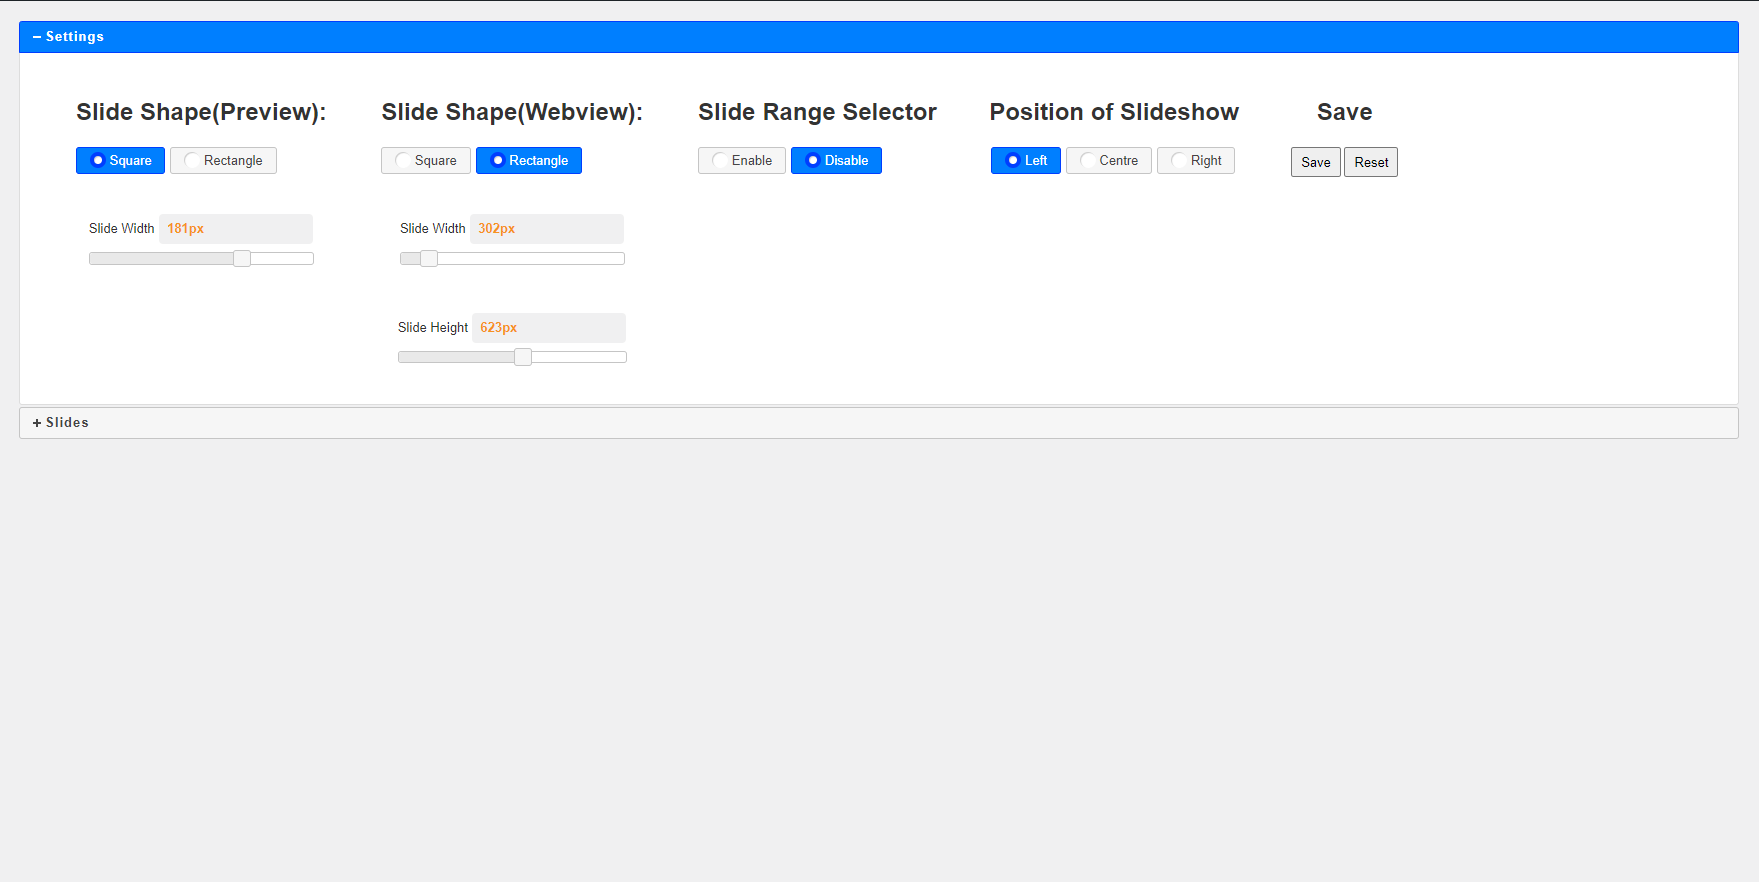 Settings
Slide Shape(Preview):
Square Rectangle
Slide Width 181px
Slide Shape(Webview):
Square Rectangle
Slide Width 302px
Slide Height 623px
Slide Range Selector
Enable Disable
Position of Slideshow
Left Centre Right
Save
Save Reset
Slides